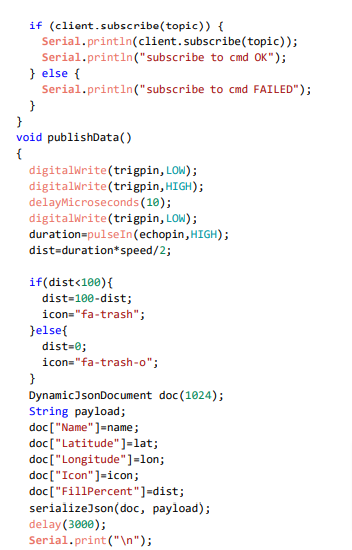 if (client.subscribe(topic)) {
Serial.println(client.subscribe(topic));
Serial.println("subscribe to cmd OK");
} else {
Serial.println("subscribe to cmd FAILED");
}
}
void publishData()
{
digitalWrite(trigpin,LOW);
digitalWrite(trigpin,HIGH);
delayMicroseconds(10);
digitalWrite(trigpin,LOW);
duration=pulseIn(echopin,HIGH);
dist=duration*speed/2;
if(dist<100){
dist=100-dist;
icon="fa-trash";
}else{
dist=0;
icon="fa-trash-o";
}
DynamicJsonDocument doc(1024);
String payload;
doc["Name"]=name;
doc["Latitude"]=lat;
doc["Longitude"]=lon;
doc["Icon"]=icon;
doc["FillPercent"]=dist;
serializeJson(doc, payload);
delay(3000);
Serial.print("\n");